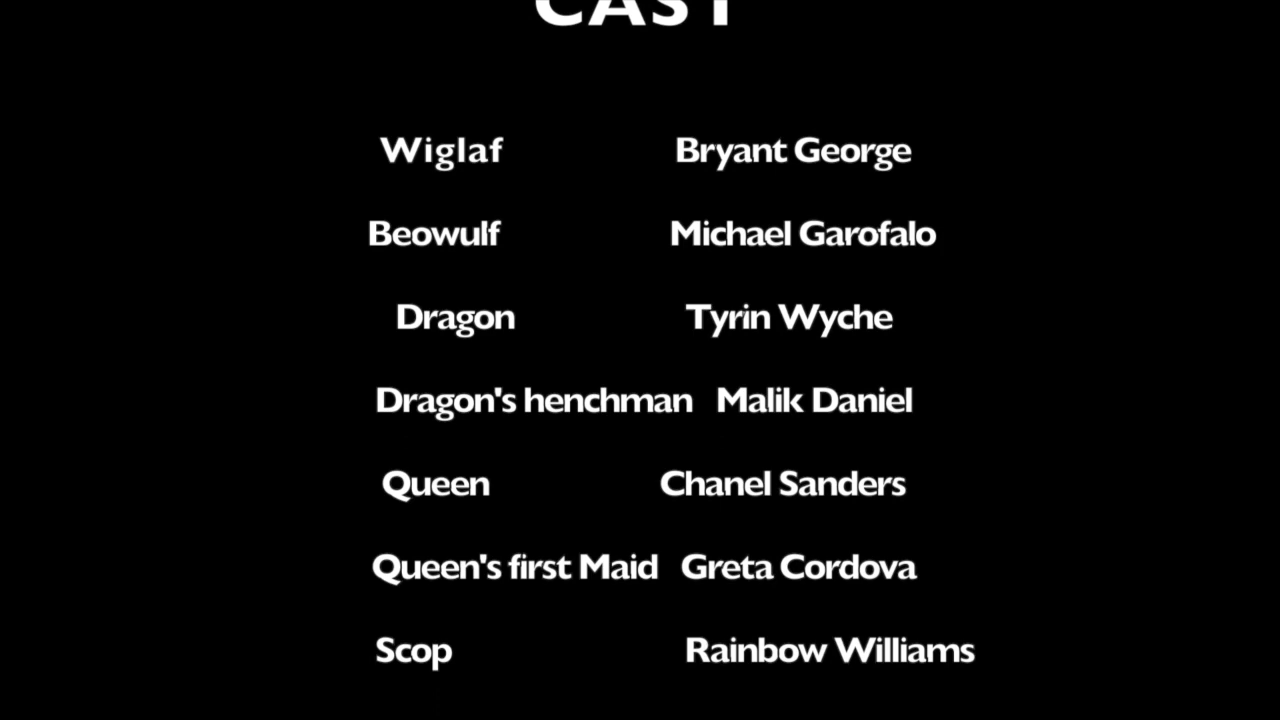 CAST
Wiglaf Bryant George
Beowulf Michael Garofalo
Dragon Tyrin Wyche
Dragon's henchman Malik Daniel
Queen Chanel Sanders
Queen's first Maid Greta Cordova
Scop Rainbow Williams